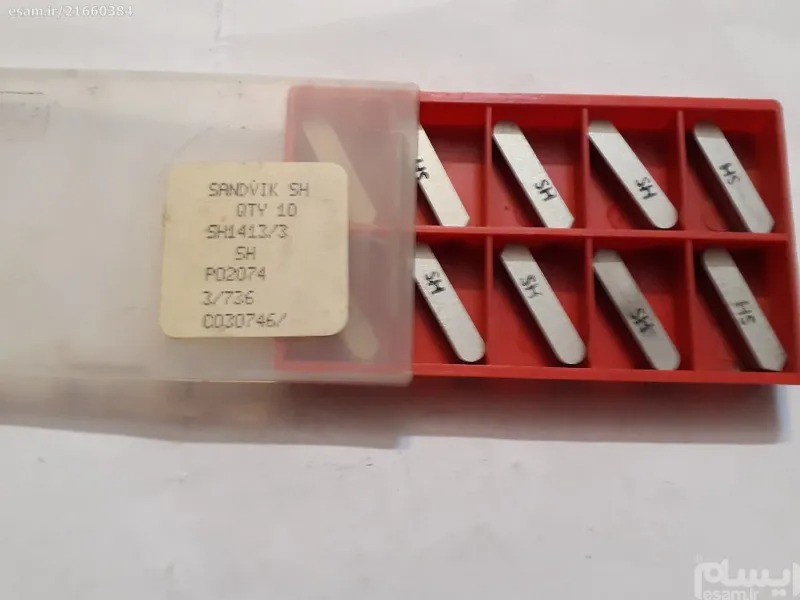 esam.ir/21660384
SANDVIK SH
QTY 10
SH1413/3
SH
P02074
3/736
C030746/
SH
SH
SH
SH
SH
SH
SH
SH
ایسام
esam.ir